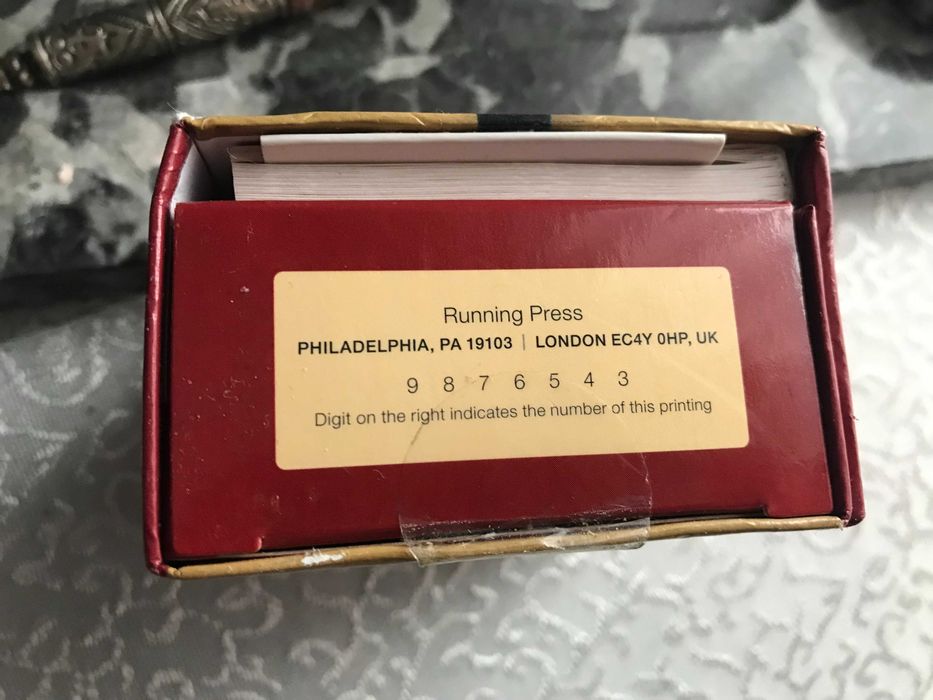 Running Press
PHILADELPHIA, PA 19103 | LONDON EC4Y 0HP, UK
9 8 7 6 5 4 3
Digit on the right indicates the number of this printing